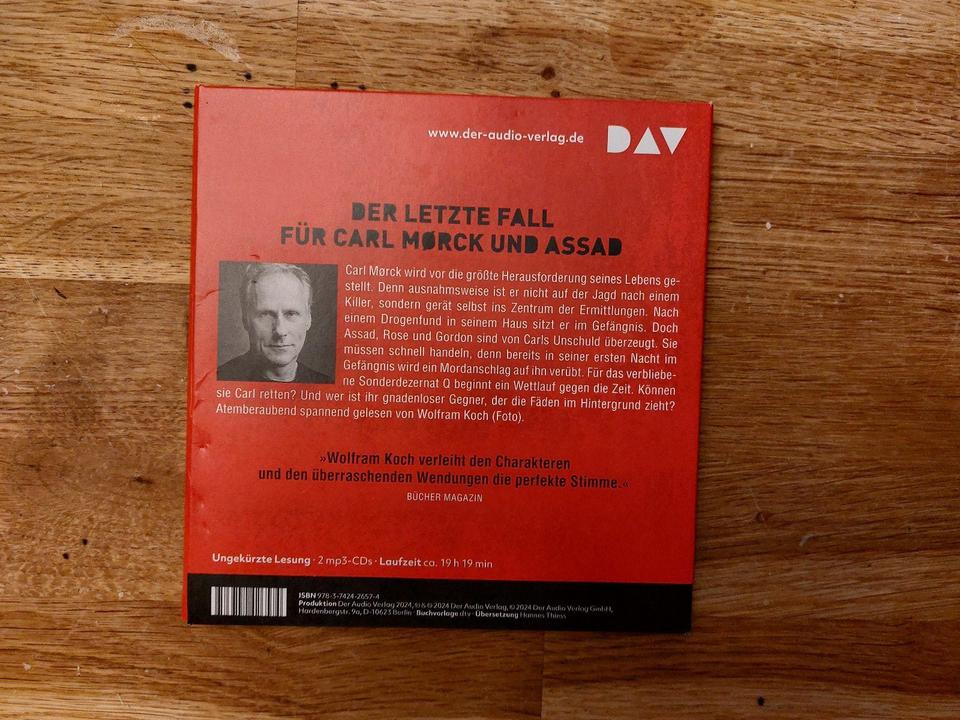 www.der-audio-verlag.de
DAV
DER LETZTE FALL
FÜR CARL MØRCK UND ASSAD
Carl Mørck wird vor die größte Herausforderung seines Lebens ge-
stellt. Denn ausnahmsweise ist er nicht auf der Jagd nach einem
Killer, sondern gerät selbst ins Zentrum der Ermittlungen. Nach
einem Drogenfund in seinem Haus sitzt er im Gefängnis. Doch
Assad, Rose und Gordon sind von Carls Unschuld überzeugt. Sie
müssen schnell handeln, denn bereits in seiner ersten Nacht im
Gefängnis wird ein Mordanschlag auf ihn verübt. Für das verbliebe-
ne Sonderdezernat Q beginnt ein Wettlauf gegen die Zeit. Können
sie Carl retten? Und wer ist ihr gnadenloser Gegner, der die Fäden im Hintergrund zieht?
Atemberaubend spannend gelesen von Wolfram Koch (Foto).
»Wolfram Koch verleiht den Charakteren
und den überraschenden Wendungen die perfekte Stimme.«
BÜCHER MAGAZIN
Ungekürzte Lesung · 2 mp3-CDs · Laufzeit ca. 19 h 19 min
ISBN 978-3-7424-2657-4
Produktion Der Audio Verlag 2024, ℗ & © 2024 Der Audio Verlag, © 2024 Der Audio Verlag GmbH,
Hardenbergstr. 9a, D-10623 Berlin · Buchvorlage dtv · Übersetzung Hannes Thiess